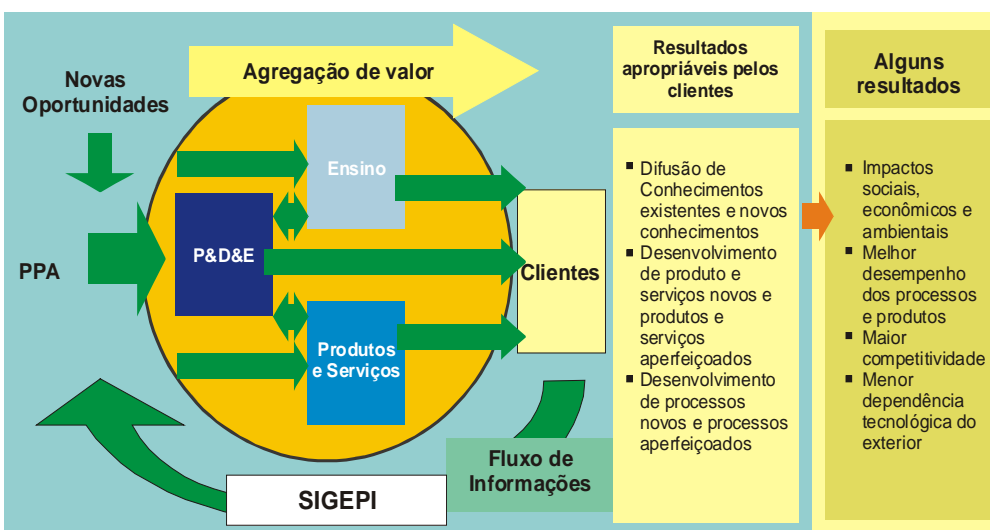 Novas
Oportunidades
PPA
Agregação de valor
Ensino
P&D&E
Produtos
e Serviços
Clientes
SIGEPI
Fluxo de
Informações
Resultados
apropriáveis pelos
clientes
▪ Difusão de
Conhecimentos
existentes e novos
conhecimentos
▪ Desenvolvimento
de produto e
serviços novos e
produtos e
serviços
aperfeiçoados
▪ Desenvolvimento
de processos
novos e processos
aperfeiçoados
Alguns
resultados
▪ Impactos
sociais,
econômicos e
ambientais
▪ Melhor
desempenho
dos processos
e produtos
▪ Maior
competitividade
▪ Menor
dependência
tecnológica do
exterior